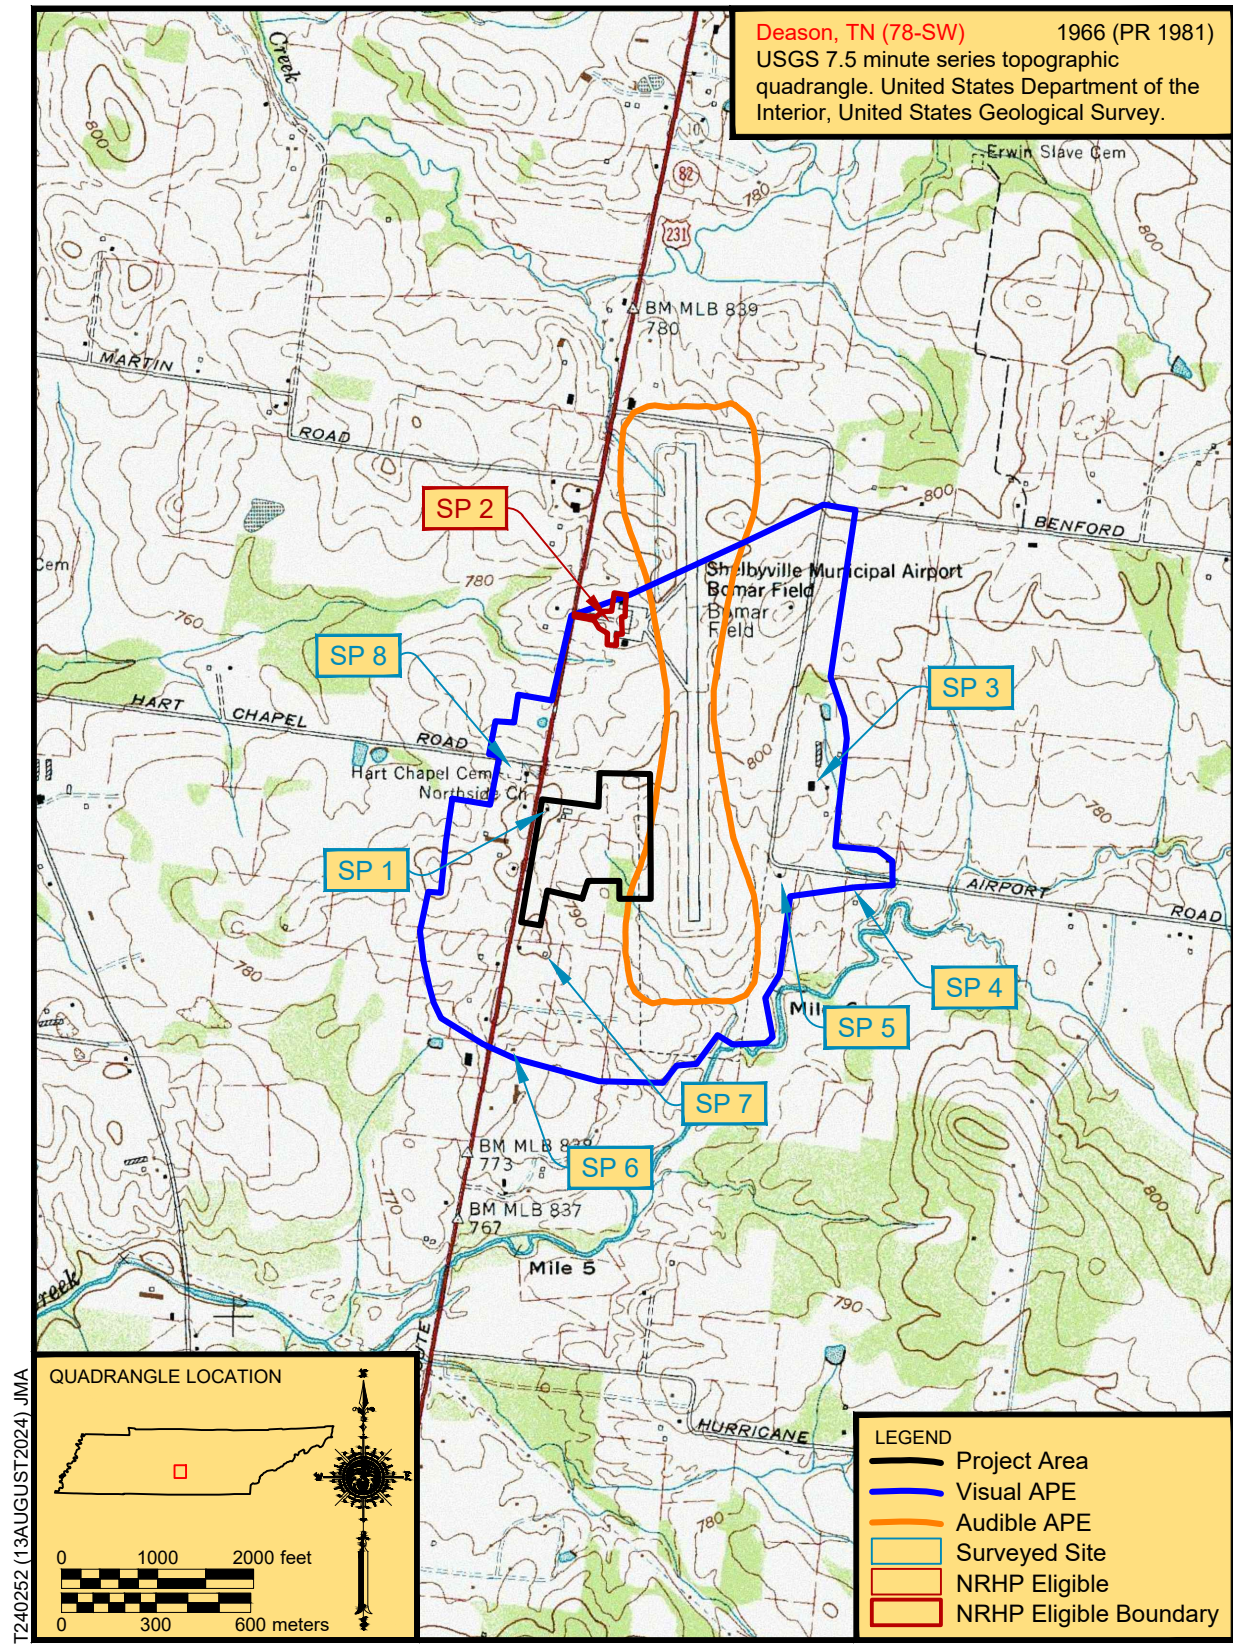 Deason, TN (78-SW) 1966 (PR 1981)
USGS 7.5 minute series topographic
quadrangle. United States Department of the
Interior, United States Geological Survey.
Creek
800
10
82
780
Erwin Slave Cem
231
800
BM MLB 839
780
MARTIN
ROAD
SP 2
800
BENFORD
Cem
780
Shelbyville Municipal Airport
Bomar Field
Bomar
Field
760
SP 8
SP 3
HART CHAPEL ROAD
800
Hart Chapel Cem
Northside Ch
780
SP 1
AIRPORT ROAD
790
780
SP 4
Mile
SP 5
SP 7
BM MLB 838
773
SP 6
800
770
BM MLB 837
767
Mile 5
reek
790
HURRICANE
780
QUADRANGLE LOCATION
0 1000 2000 feet
0 300 600 meters
LEGEND
Project Area
Visual APE
Audible APE
Surveyed Site
NRHP Eligible
NRHP Eligible Boundary
T240252 (13AUGUST2024) JMA